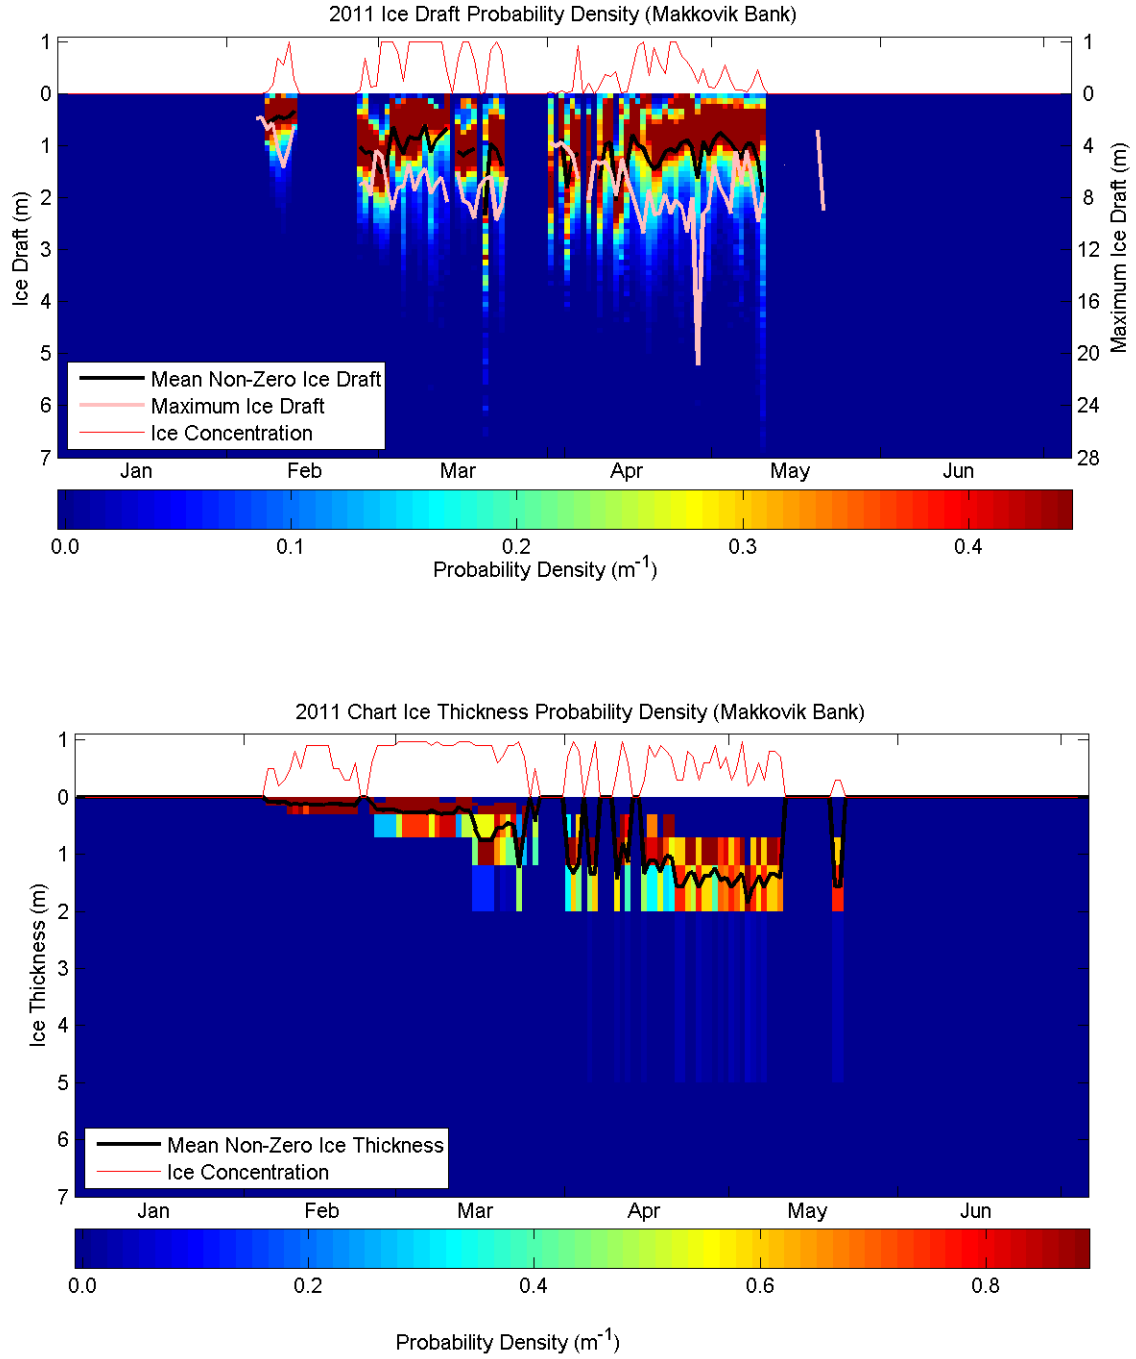 2011 Ice Draft Probability Density (Makkovik Bank)
1 1
0 0
1 4
2 8
3 12
4 16
5 20
6 24
7 28
Ice Draft (m)
Maximum Ice Draft (m)
Mean Non-Zero Ice Draft
Maximum Ice Draft
Ice Concentration
Jan Feb Mar Apr May Jun
0.0 0.1 0.2 0.3 0.4
Probability Density (m-1)
2011 Chart Ice Thickness Probability Density (Makkovik Bank)
1
0
1
2
3
4
5
6
7
Ice Thickness (m)
Mean Non-Zero Ice Thickness
Ice Concentration
Jan Feb Mar Apr May Jun
0.0 0.2 0.4 0.6 0.8
Probability Density (m-1)